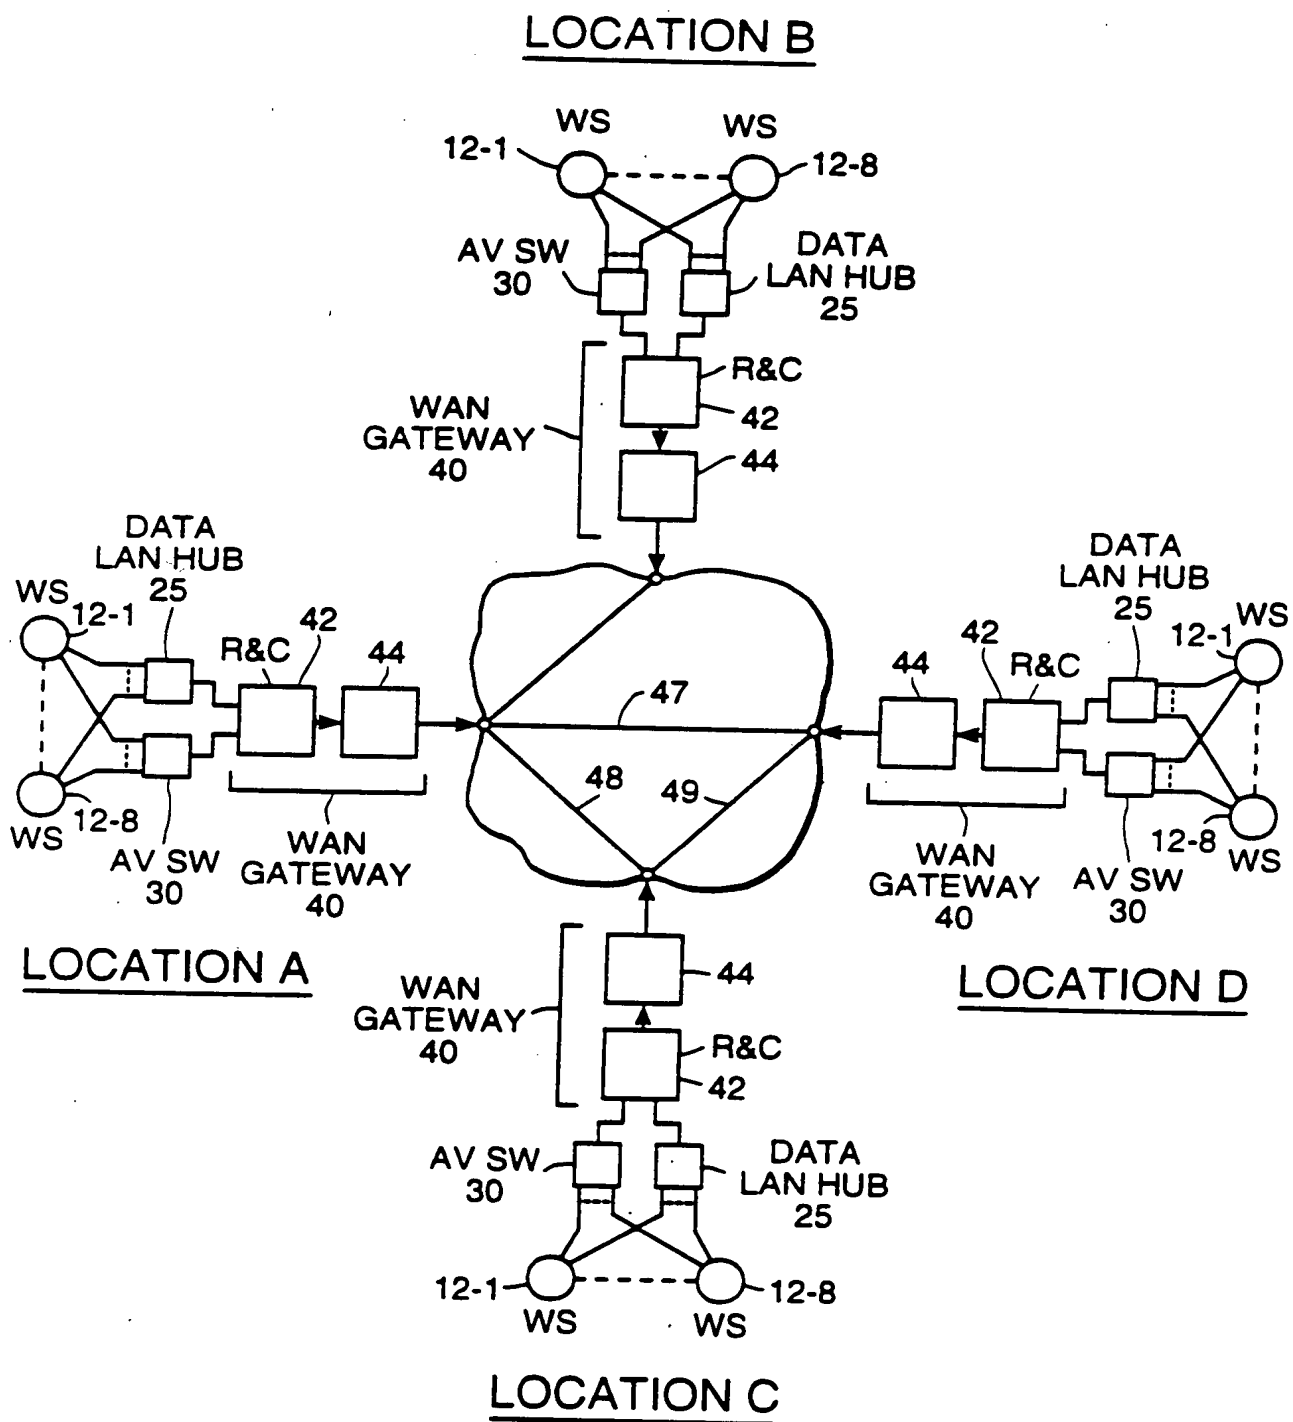 LOCATION B
WS
WS
12-1
12-8
AV SW
30
DATA
LAN HUB
25
R&C
42
WAN
GATEWAY
40
44
DATA
LAN HUB
25
WS
12-1
R&C
42
44
12-8
WS
AV SW
30
WAN
GATEWAY
40
LOCATION A
47
48
49
DATA
LAN HUB
25
WS
12-1
42
R&C
44
12-8
WS
AV SW
30
WAN
GATEWAY
40
LOCATION D
44
WAN
GATEWAY
40
R&C
42
AV SW
30
DATA
LAN HUB
25
12-1
12-8
WS
WS
LOCATION C